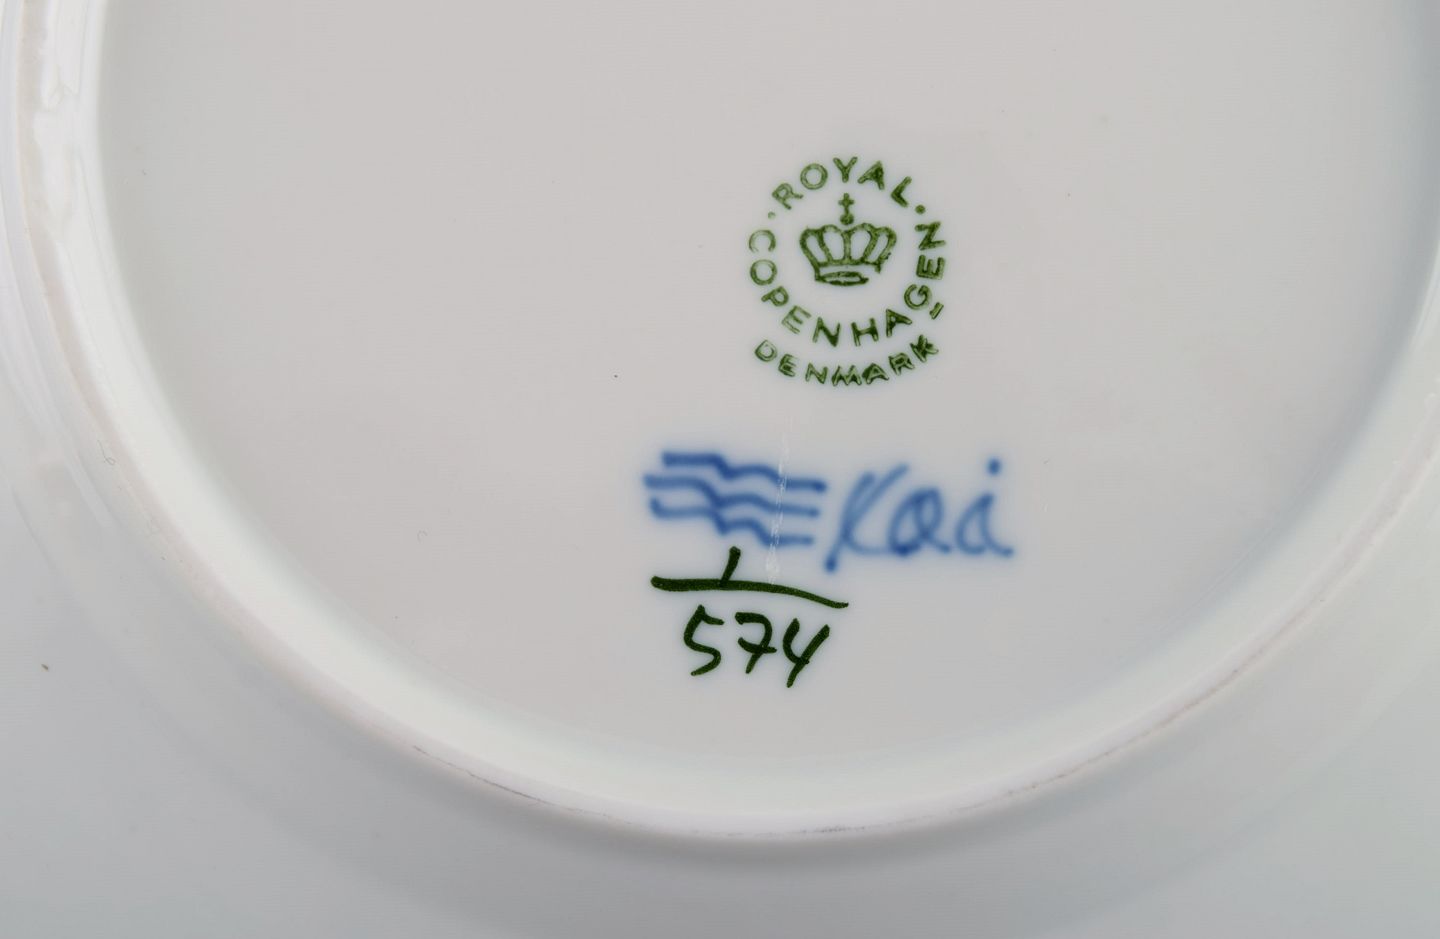 ROYAL
COPENHAGEN
DENMARK
Kai
1
574